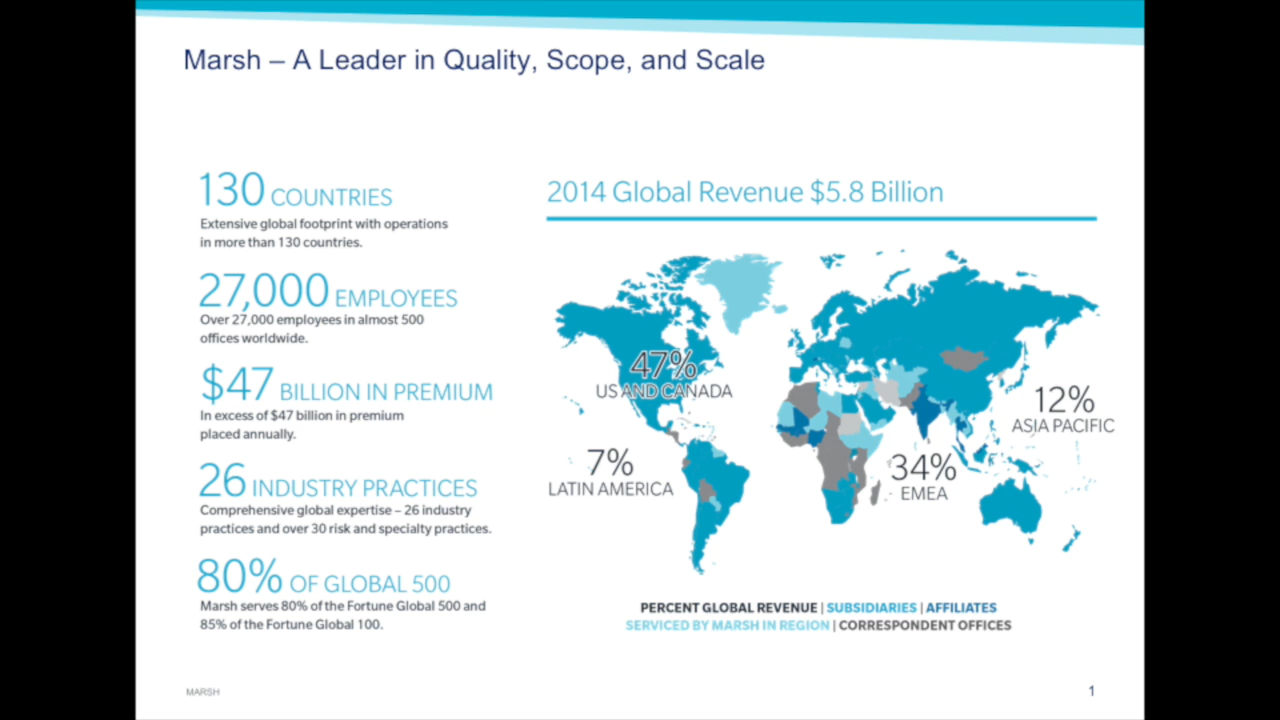 Marsh – A Leader in Quality, Scope, and Scale
130 COUNTRIES
Extensive global footprint with operations
in more than 130 countries.
27,000 EMPLOYEES
Over 27,000 employees in almost 500
offices worldwide.
$47 BILLION IN PREMIUM
In excess of $47 billion in premium
placed annually.
26 INDUSTRY PRACTICES
Comprehensive global expertise – 26 industry
practices and over 30 risk and specialty practices.
80% OF GLOBAL 500
Marsh serves 80% of the Fortune Global 500 and
85% of the Fortune Global 100.
2014 Global Revenue $5.8 Billion
47%
US AND CANADA
12%
ASIA PACIFIC
7%
LATIN AMERICA
34%
EMEA
PERCENT GLOBAL REVENUE | SUBSIDIARIES | AFFILIATES
SERVICED BY MARSH IN REGION | CORRESPONDENT OFFICES
MARSH
1